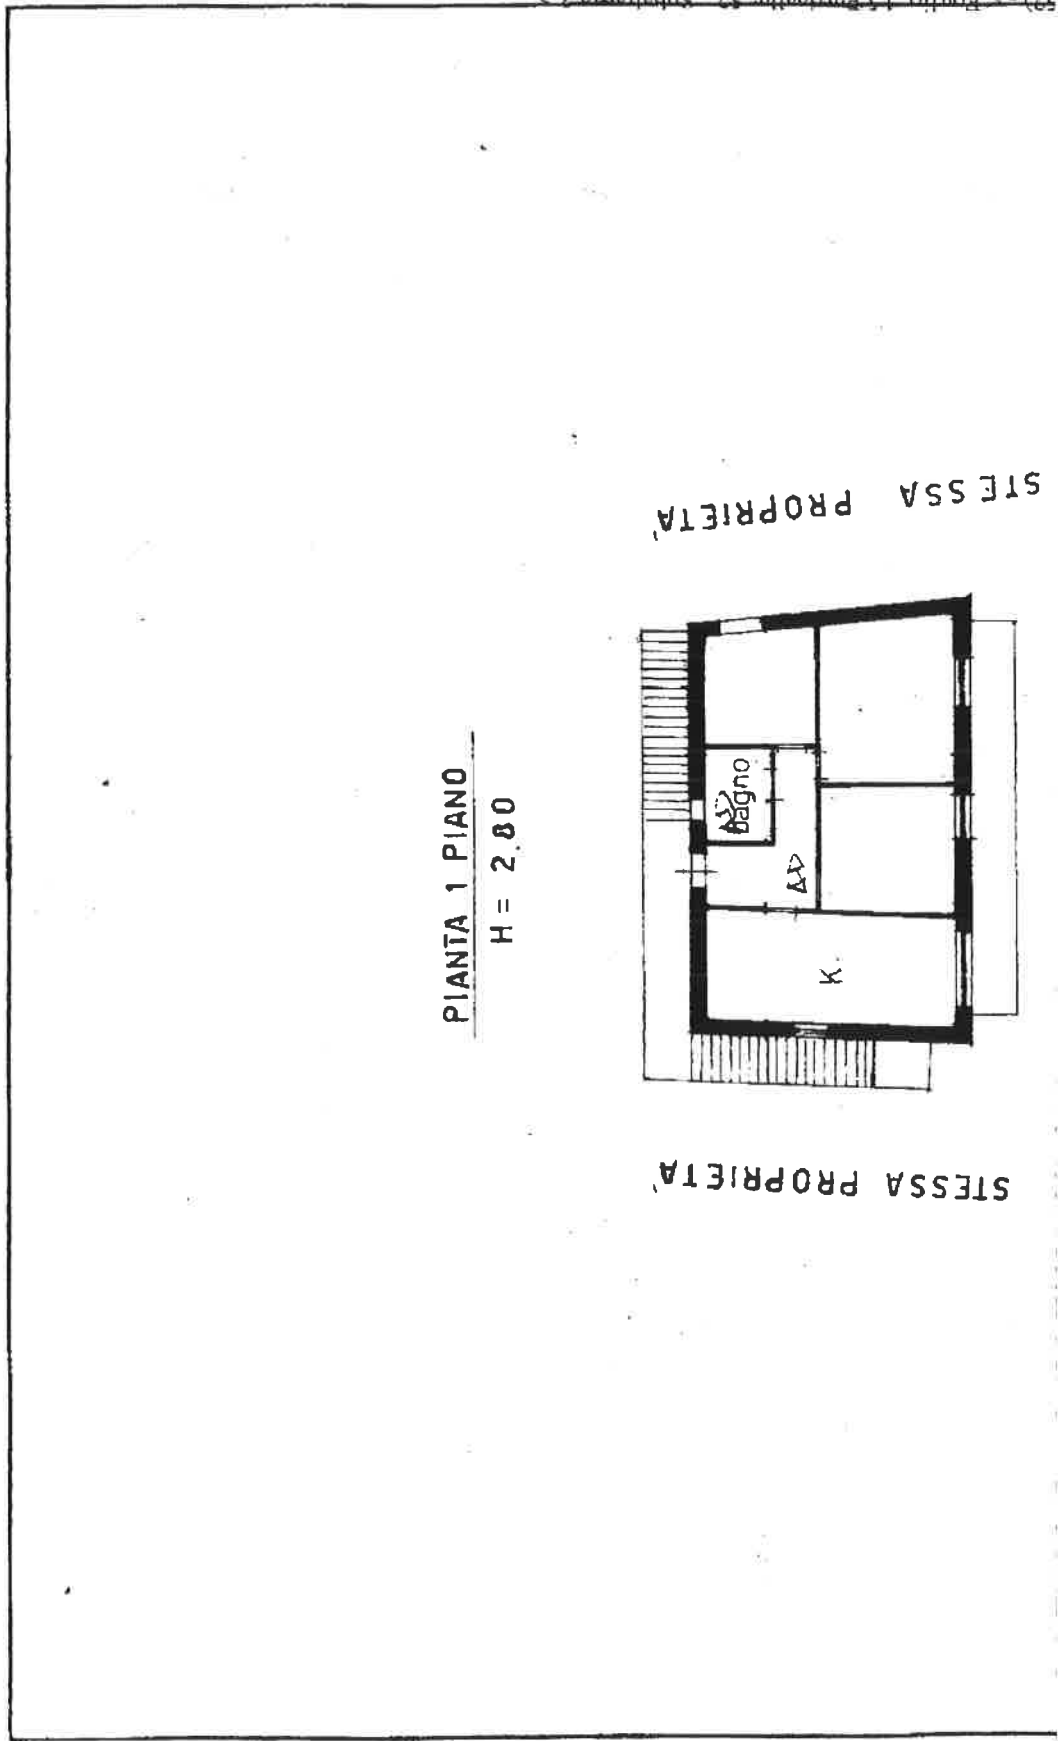 PIANTA 1 PIANO
H = 2.80
STESSA PROPRIETA'
bagno
K.
STESSA PROPRIETA'